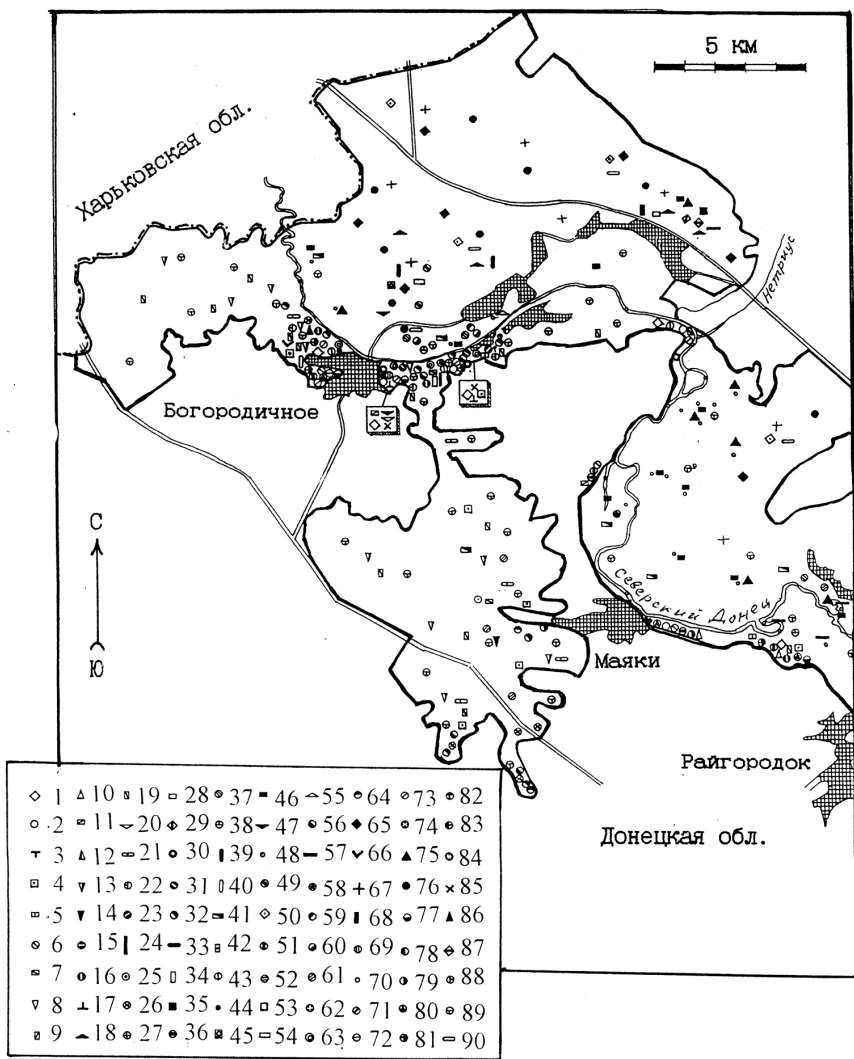 5 км
Харьковская обл.
Нетриус
Богородичное
С
Ю
Северский Донец
Маяки
Райгородок
Донецкая обл.
1 10 19 28 37 46 55 64 73 82
2 11 20 29 38 47 56 65 74 83
3 12 21 30 39 48 57 66 75 84
4 13 22 31 40 49 58 67 76 85
5 14 23 32 41 50 59 68 77 86
6 15 24 33 42 51 60 69 78 87
7 16 25 34 43 52 61 70 79 88
8 17 26 35 44 53 62 71 80 89
9 18 27 36 45 54 63 72 81 90